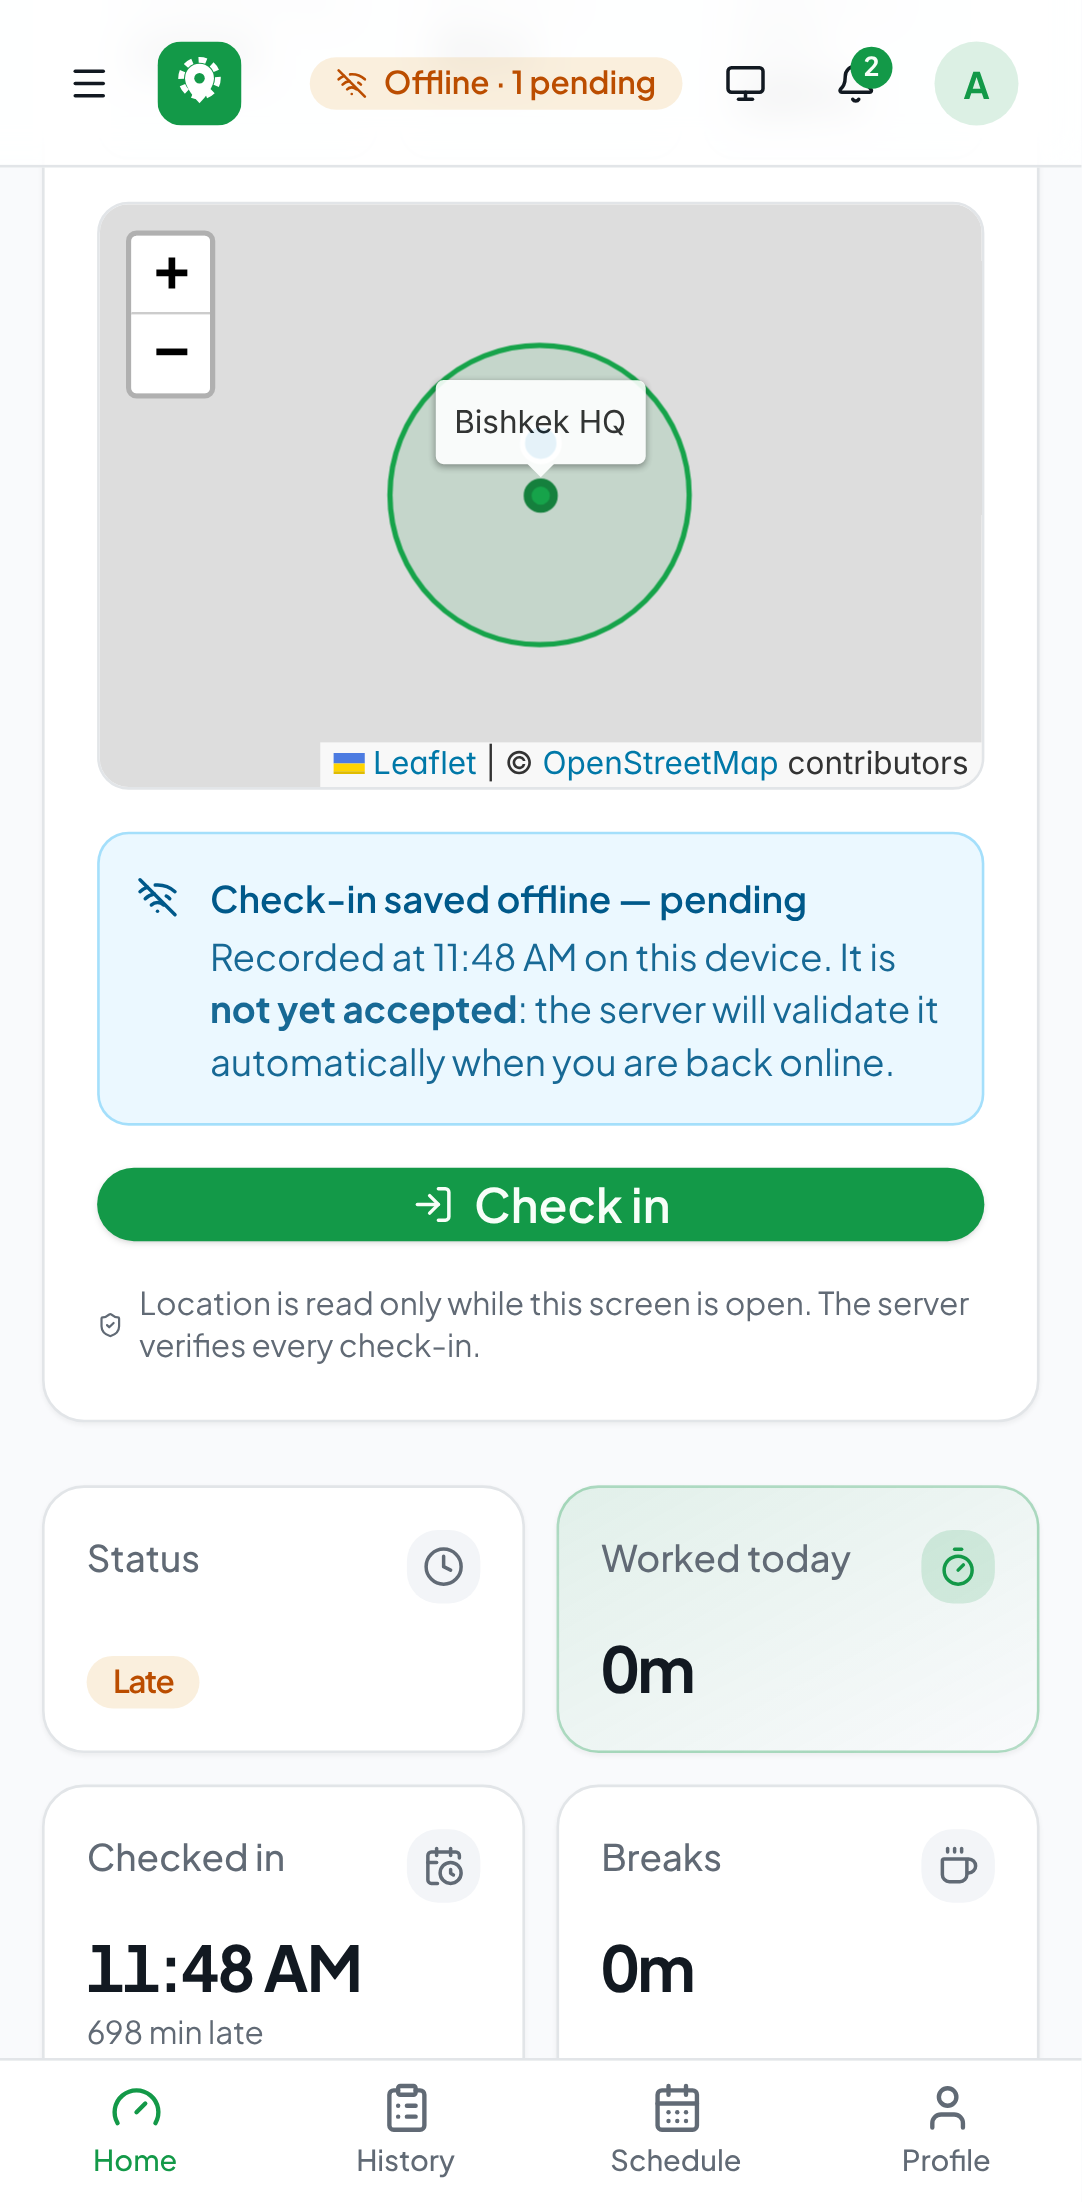 Offline · 1 pending
2
A
+
−
Bishkek HQ
Leaflet | © OpenStreetMap contributors
Check-in saved offline — pending
Recorded at 11:48 AM on this device. It is
not yet accepted: the server will validate it
automatically when you are back online.
Check in
Location is read only while this screen is open. The server
verifies every check-in.
Status
Late
Worked today
0m
Checked in
11:48 AM
698 min late
Breaks
0m
Home
History
Schedule
Profile